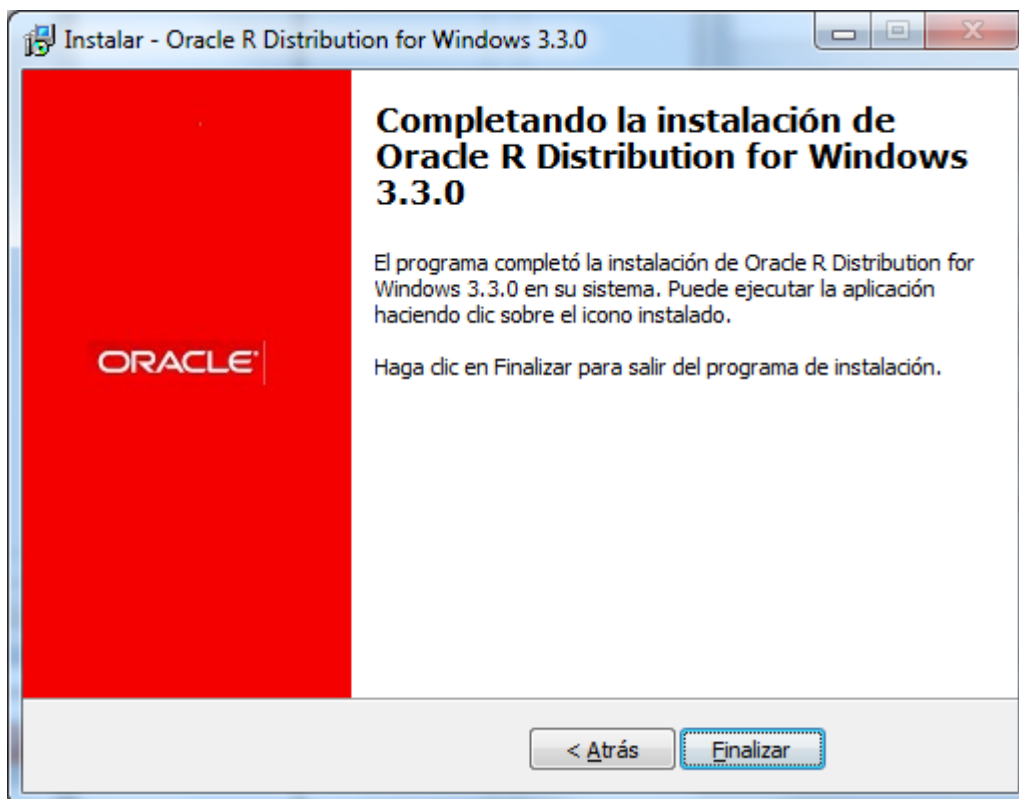 Instalar - Oracle R Distribution for Windows 3.3.0
Completando la instalación de
Oracle R Distribution for Windows
3.3.0
El programa completó la instalación de Oracle R Distribution for
Windows 3.3.0 en su sistema. Puede ejecutar la aplicación
haciendo clic sobre el icono instalado.
ORACLE
Haga clic en Finalizar para salir del programa de instalación.
< Atrás
Finalizar